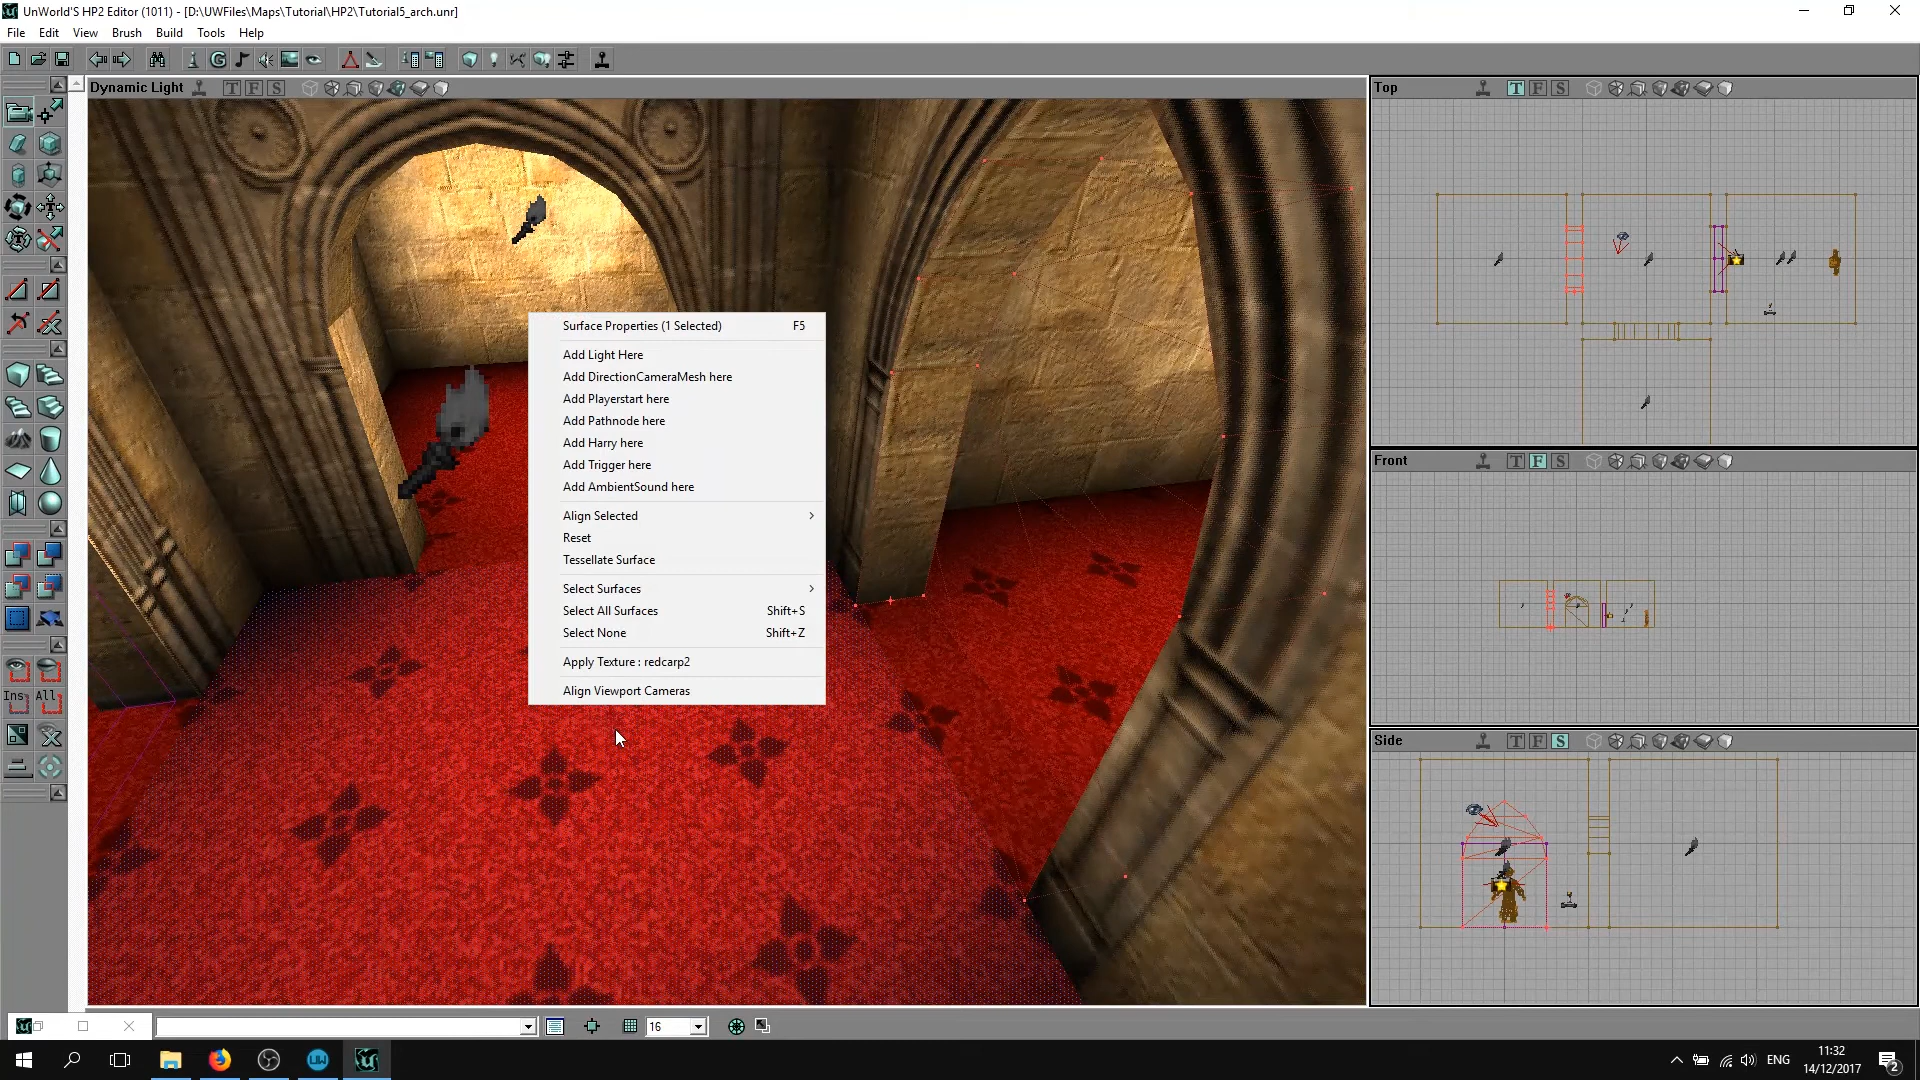 UnWorld'S HP2 Editor (1011) - [D:\UWFiles\Maps\Tutorial\HP2\Tutorial5_arch.unr]
File Edit View Brush Build Tools Help
Dynamic Light T F S
Top T F S
Surface Properties (1 Selected) F5
Add Light Here
Add DirectionCameraMesh here
Add Playerstart here
Add Pathnode here
Add Harry here
Add Trigger here
Add AmbientSound here
Align Selected
Reset
Tessellate Surface
Select Surfaces
Select All Surfaces Shift+S
Select None Shift+Z
Apply Texture : redcarp2
Align Viewport Cameras
Front T F S
Side T F S
Ins All
16
ENG
11:32
14/12/2017
2